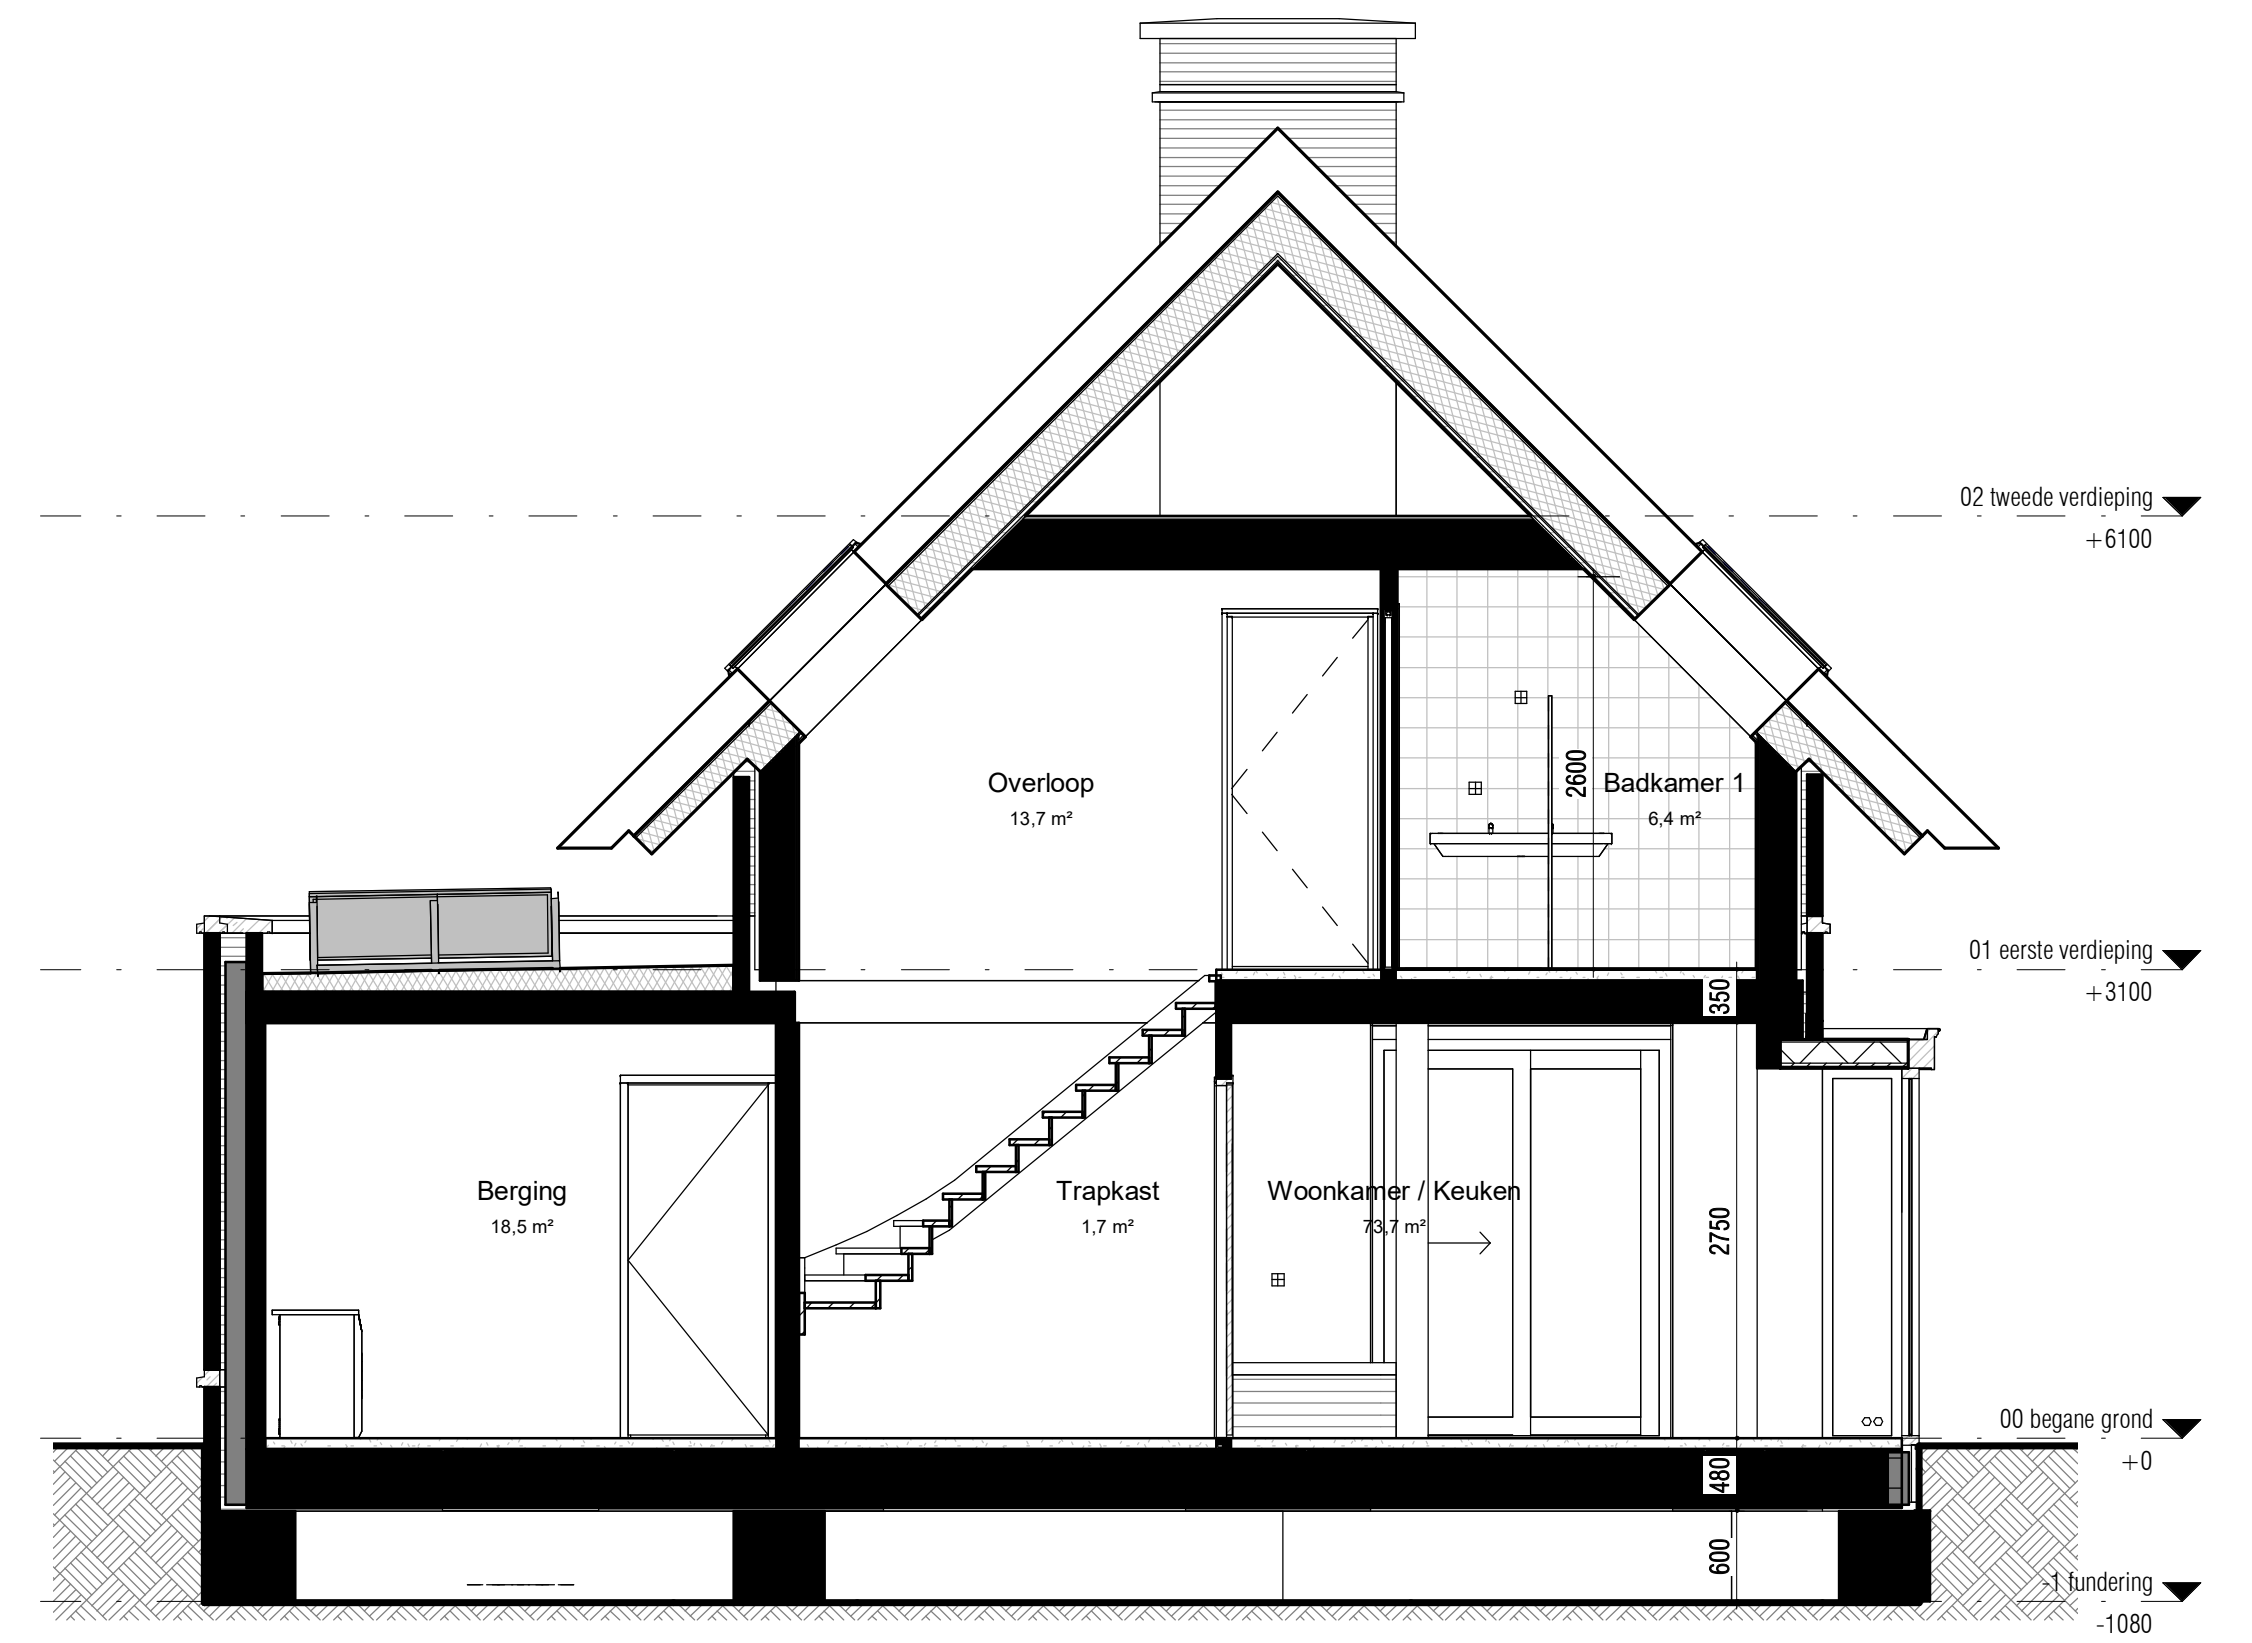 02 tweede verdieping
+6100
2600
Overloop
13,7 m²
Badkamer 1
6,4 m²
01 eerste verdieping
+3100
350
Berging
18,5 m²
Trapkast
1,7 m²
Woonkamer / Keuken
73,7 m²
2750
00 begane grond
+0
480
600
-1 fundering
-1080